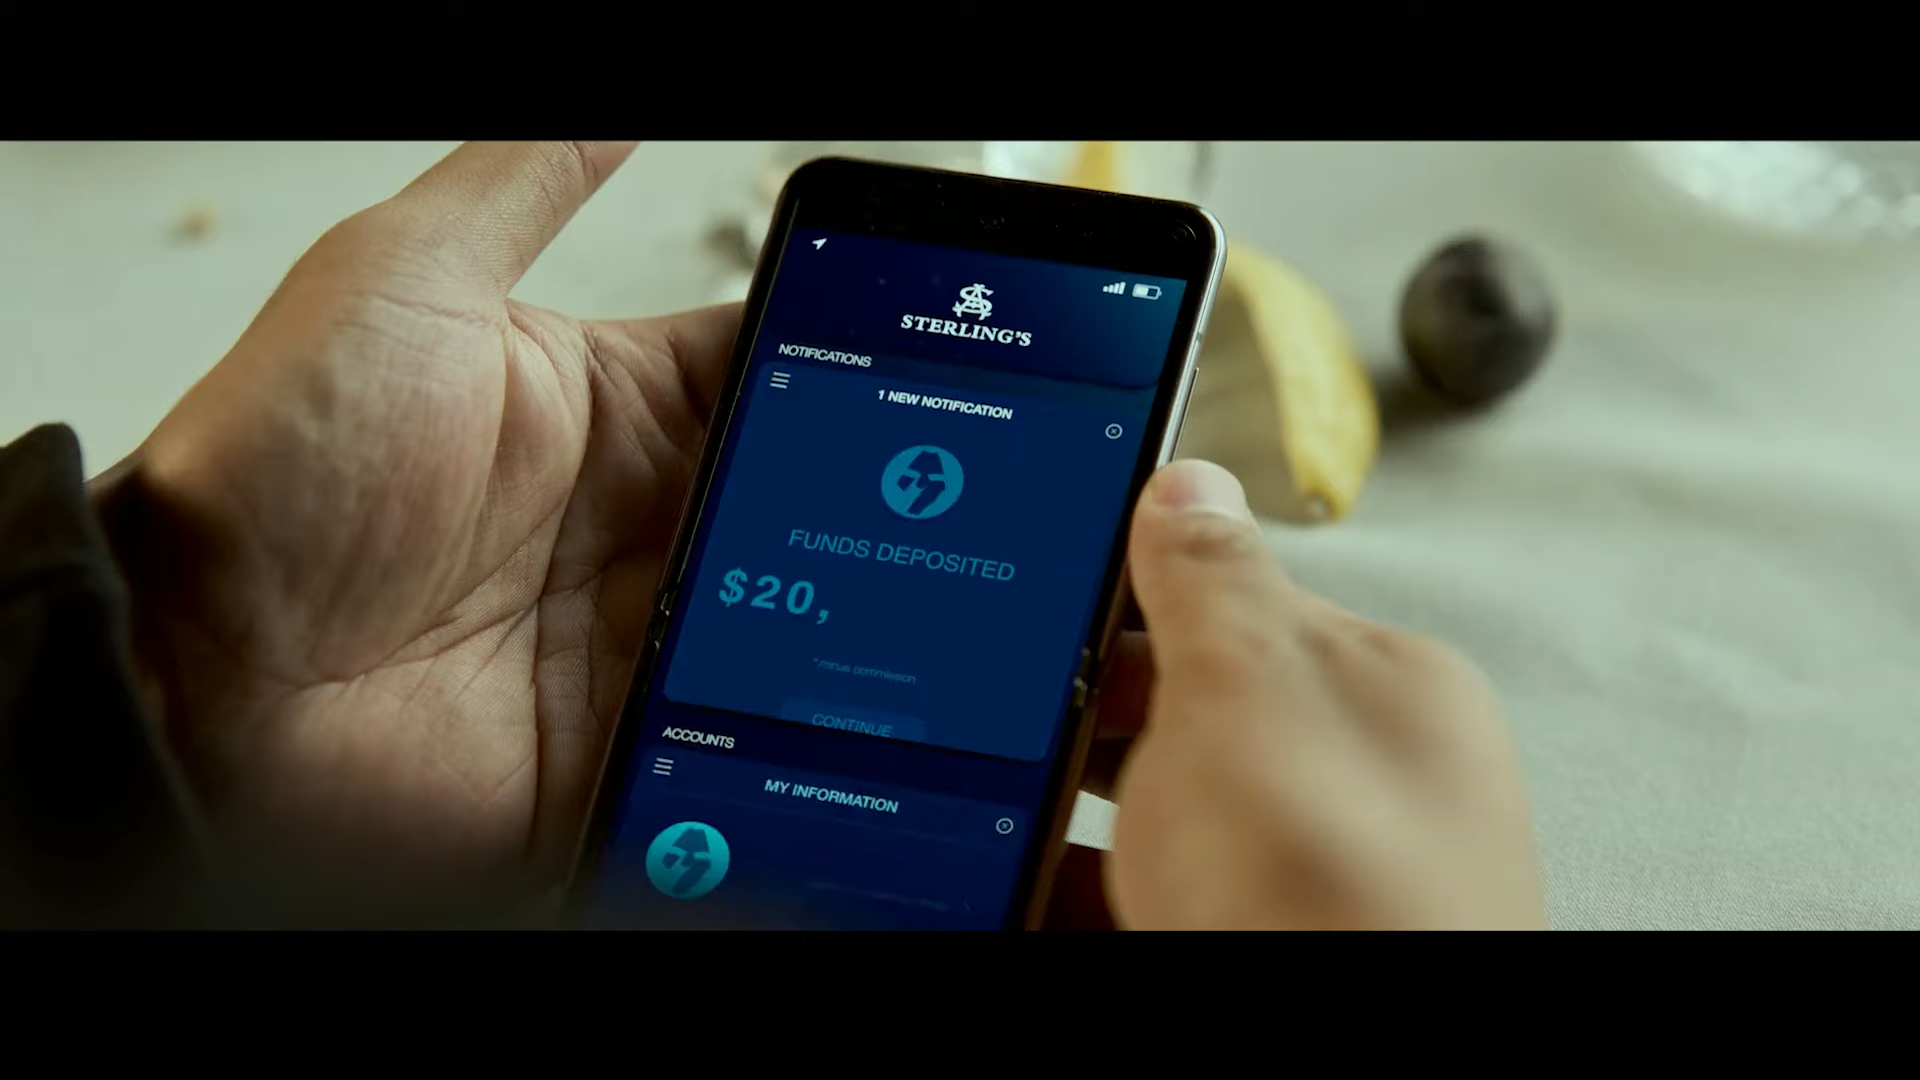 STERLING'S
NOTIFICATIONS
1 NEW NOTIFICATION
FUNDS DEPOSITED
$20,
* minus commission
CONTINUE
ACCOUNTS
MY INFORMATION